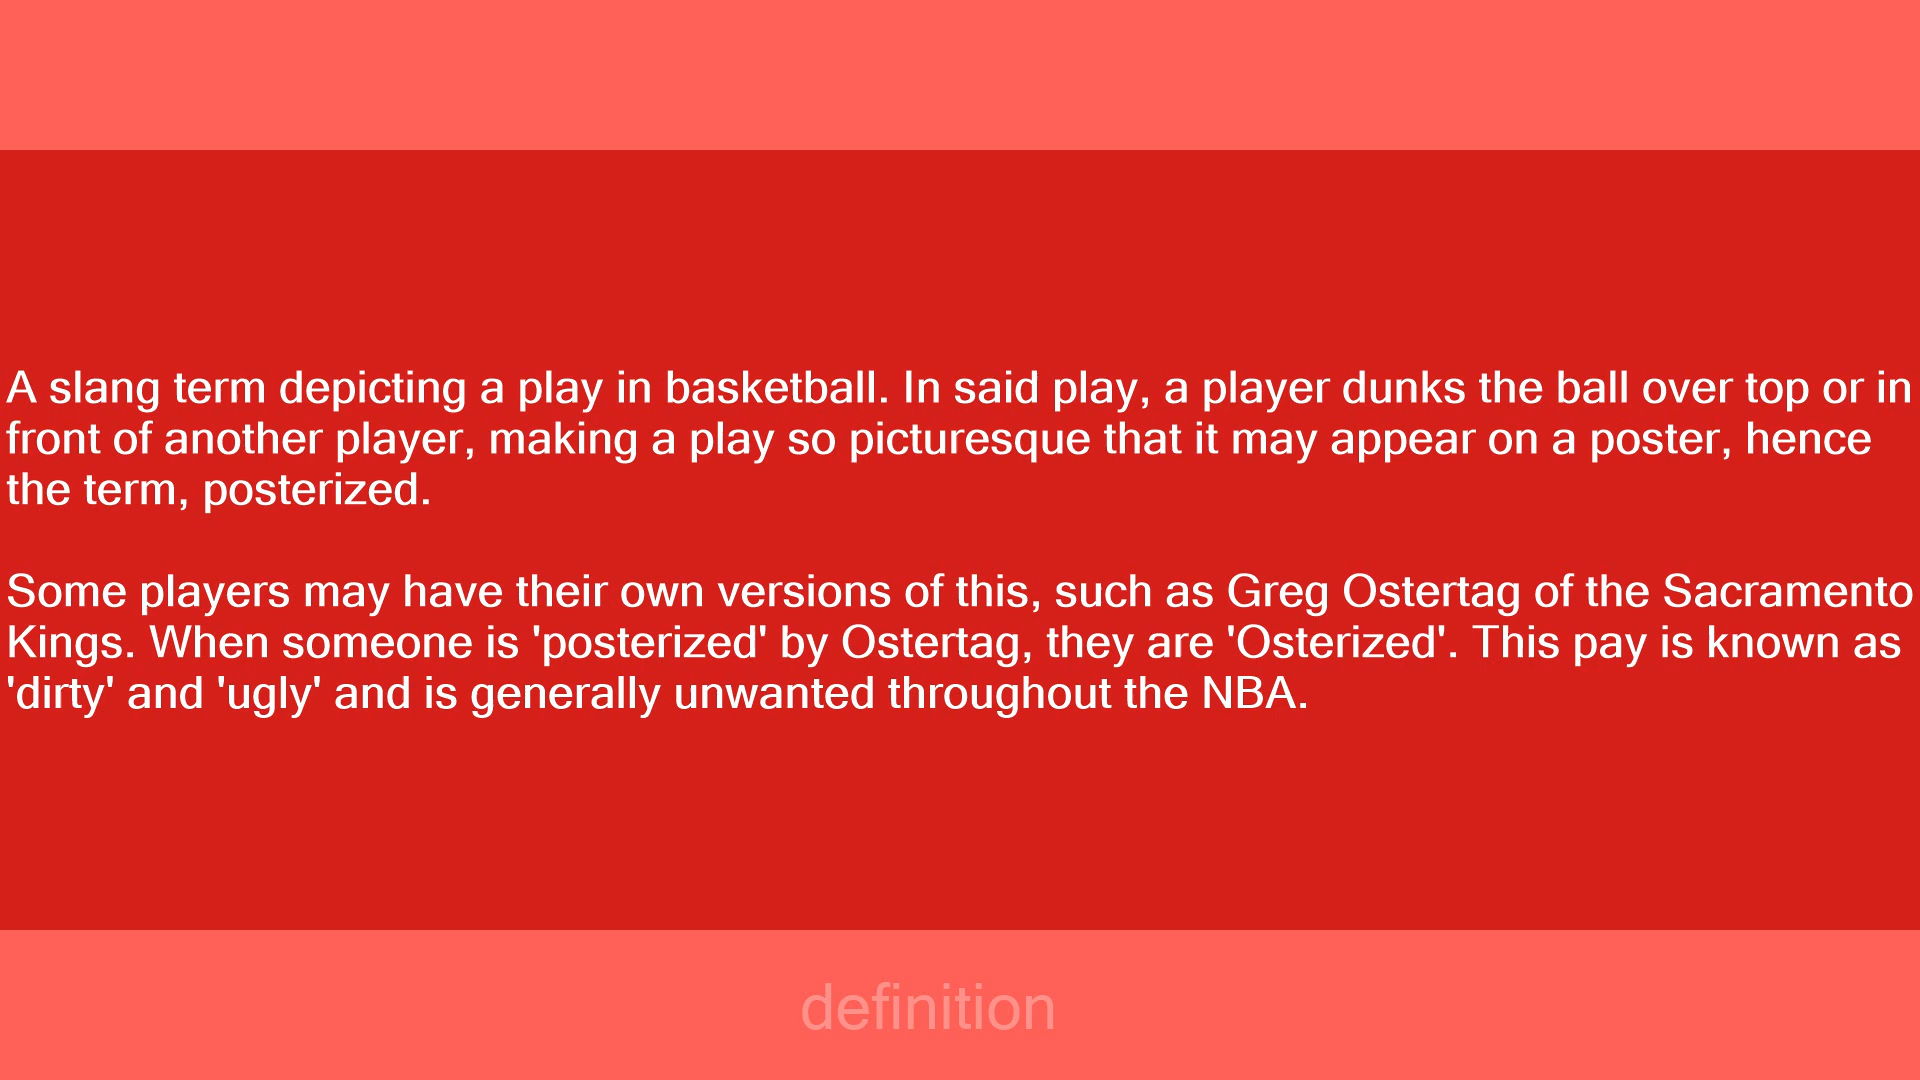 A slang term depicting a play in basketball. In said play, a player dunks the ball over top or in
front of another player, making a play so picturesque that it may appear on a poster, hence
the term, posterized.
Some players may have their own versions of this, such as Greg Ostertag of the Sacramento
Kings. When someone is 'posterized' by Ostertag, they are 'Osterized'. This pay is known as
'dirty' and 'ugly' and is generally unwanted throughout the NBA.
definition